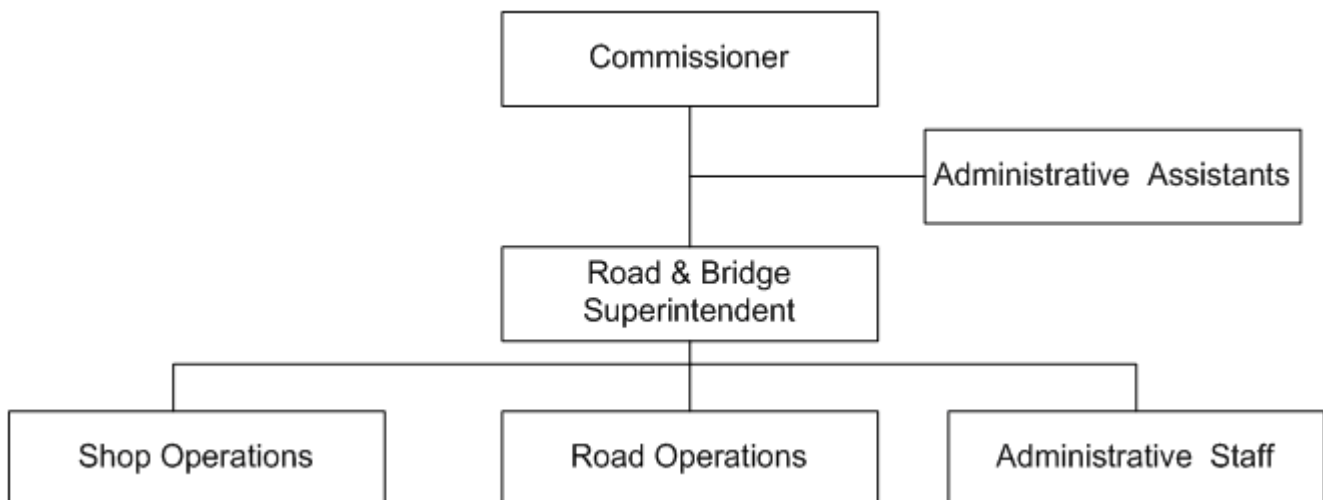 Commissioner
Administrative Assistants
Road & Bridge
Superintendent
Shop Operations
Road Operations
Administrative Staff